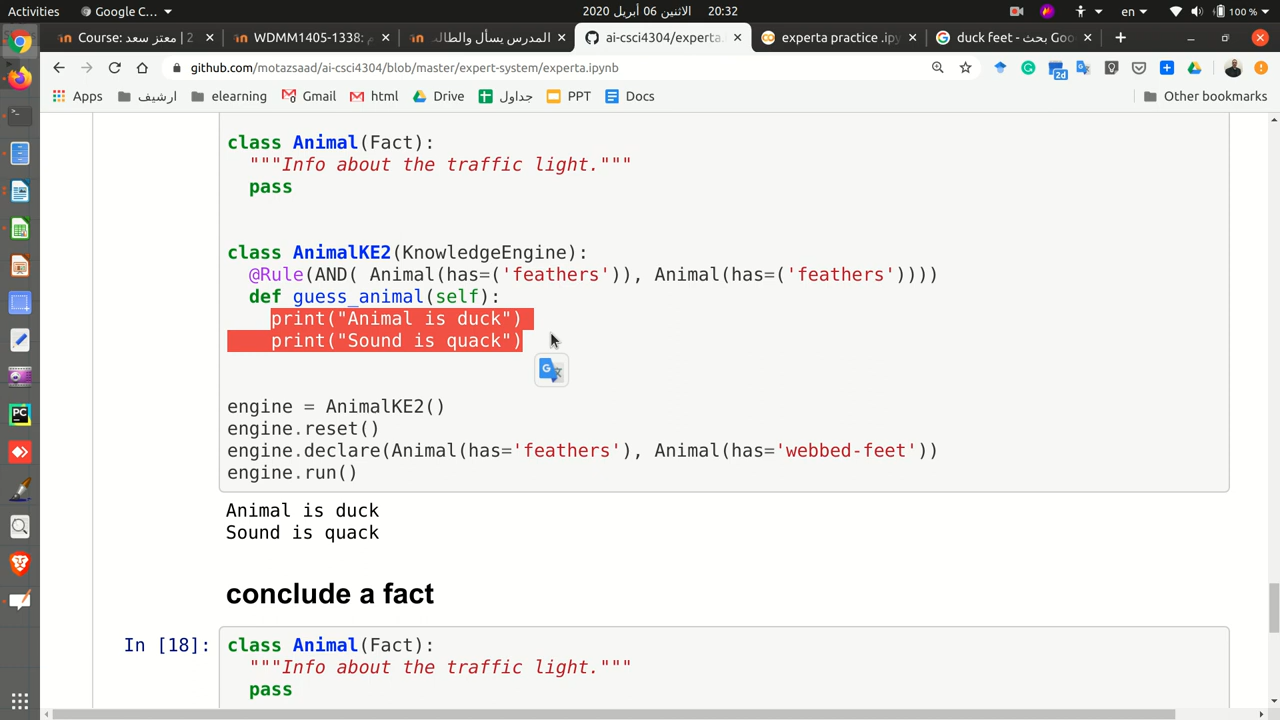 Activities Google C... 2020 الاثنين 06 أبريل 20:32 en 100 %
Course: معتز سعد | 2 WDMM1405-1338: المدرس يسأل والطالـ ai-csci4304/experta. experta practice .ipy duck feet - بحث Goo
github.com/motazsaad/ai-csci4304/blob/master/expert-system/experta.ipynb 2d
Apps ارشيف elearning Gmail html Drive جداول PPT Docs Other bookmarks
class Animal(Fact):
"""Info about the traffic light."""
pass
class AnimalKE2(KnowledgeEngine):
@Rule(AND( Animal(has=('feathers')), Animal(has=('feathers'))))
def guess_animal(self):
print("Animal is duck")
print("Sound is quack")
engine = AnimalKE2()
engine.reset()
engine.declare(Animal(has='feathers'), Animal(has='webbed-feet'))
engine.run()
Animal is duck
Sound is quack
conclude a fact
In [18]: class Animal(Fact):
"""Info about the traffic light."""
pass